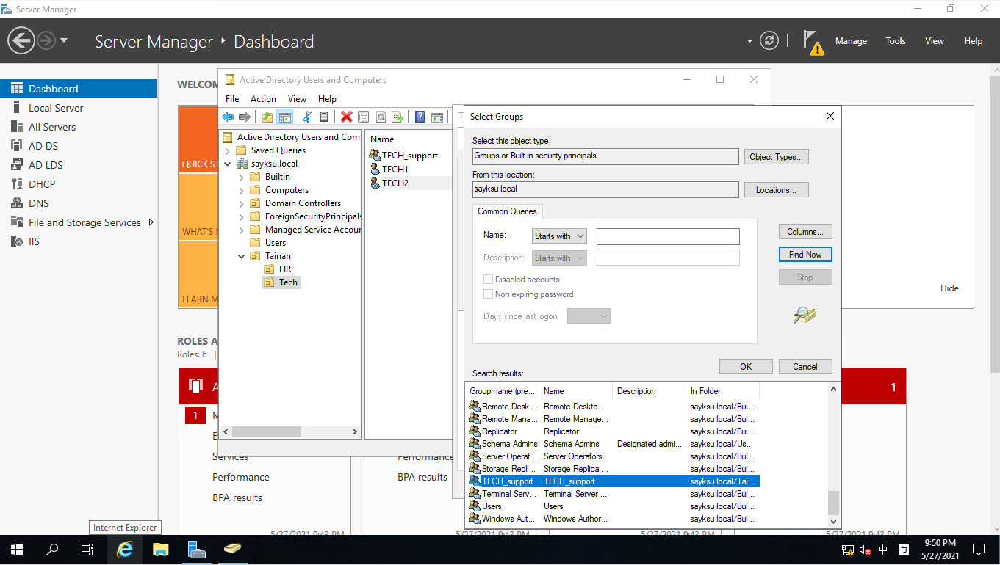 Server Manager
Server Manager ‣ Dashboard
Manage Tools View Help
Dashboard
Local Server
All Servers
AD DS
AD LDS
DHCP
DNS
File and Storage Services
IIS
WELCOM
QUICK ST
WHAT'S N
LEARN M
Hide
ROLES A
Roles: 6 |
A
1
1
M
E
Services
Performance
BPA results
5/27/2021 9:43 PM
Performance
BPA results
5/27/2021 9:43 PM
5/27/2021 9:43 PM
5/27/2021 9:43 PM
Active Directory Users and Computers
File Action View Help
Active Directory Users and Com
Saved Queries
sayksu.local
Builtin
Computers
Domain Controllers
ForeignSecurityPrincipals
Managed Service Accour
Users
Tainan
HR
Tech
Name
TECH_support
TECH1
TECH2
T
Select Groups
Select this object type:
Groups or Built-in security principals
Object Types...
From this location:
sayksu.local
Locations...
Common Queries
Name: Starts with
Description: Starts with
Disabled accounts
Non expiring password
Days since last logon:
Columns...
Find Now
Stop
OK Cancel
Search results:
Group name (pre... Name Description In Folder
Remote Desk... Remote Deskto... sayksu.local/Bui...
Remote Mana... Remote Manage... sayksu.local/Bui...
Replicator Replicator sayksu.local/Bui...
Schema Admins Schema Admins Designated admi... sayksu.local/Us...
Server Operat... Server Operators sayksu.local/Bui...
Storage Repli... Storage Replica ... sayksu.local/Bui...
TECH_support TECH_support sayksu.local/Tai...
Terminal Serv... Terminal Server ... sayksu.local/Bui...
Users Users sayksu.local/Bui...
Windows Aut... Windows Author... sayksu.local/Bui...
Internet Explorer
中
ㄅ
9:50 PM
5/27/2021